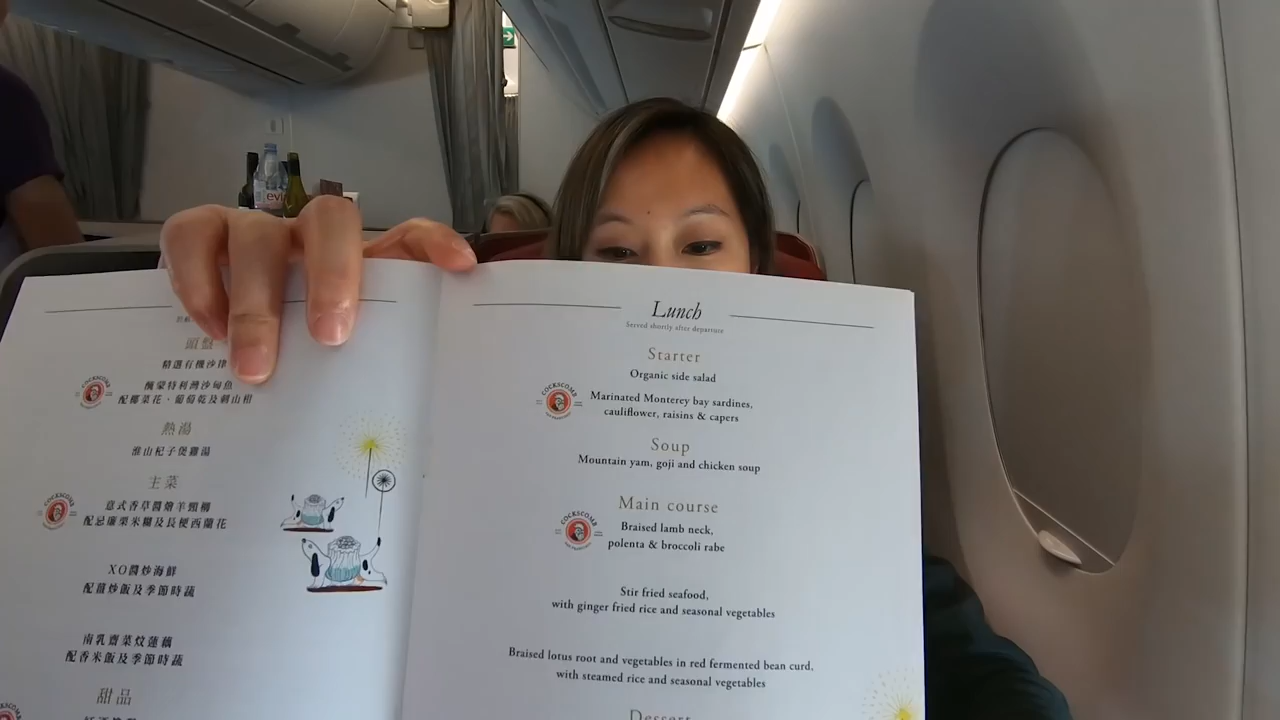 頭盤
精選有機沙律
醃蒙特利灣沙甸魚
配椰菜花、葡萄乾及刺山柑
COCKSCOMB
熱湯
淮山杞子煲雞湯
主菜
意式香草醬燴羊頸柳
配忌廉粟米糊及長梗西蘭花
COCKSCOMB
XO醬炒海鮮
配薑炒飯及季節時蔬
南乳齋菜炆蓮藕
配香米飯及季節時蔬
甜品
Lunch
Served shortly after departure
Starter
Organic side salad
COCKSCOMB
Marinated Monterey bay sardines,
cauliflower, raisins & capers
Soup
Mountain yam, goji and chicken soup
Main course
COCKSCOMB
Braised lamb neck,
polenta & broccoli rabe
Stir fried seafood,
with ginger fried rice and seasonal vegetables
Braised lotus root and vegetables in red fermented bean curd,
with steamed rice and seasonal vegetables
Dessert
evi